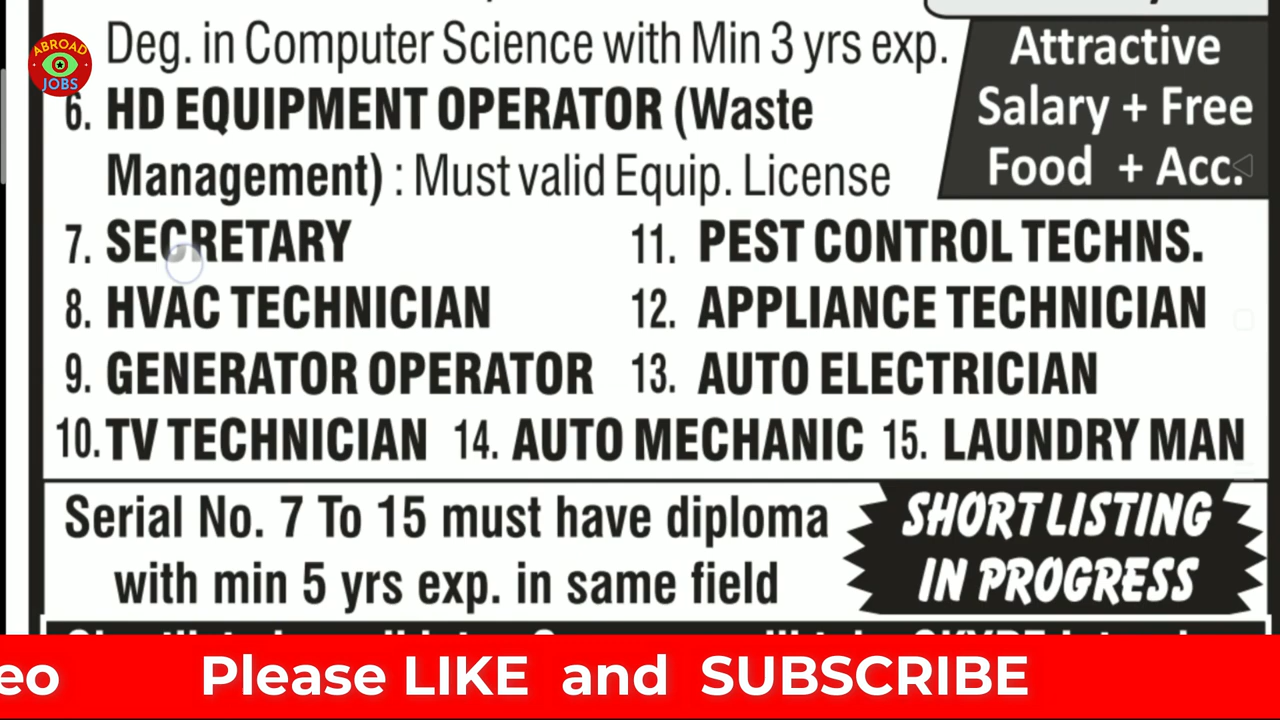 ABROAD
JOBS
Deg. in Computer Science with Min 3 yrs exp.
Attractive
Salary + Free
Food + Acc.
6. HD EQUIPMENT OPERATOR (Waste
Management) : Must valid Equip. License
7. SECRETARY
11. PEST CONTROL TECHNS.
8. HVAC TECHNICIAN
12. APPLIANCE TECHNICIAN
9. GENERATOR OPERATOR
13. AUTO ELECTRICIAN
10. TV TECHNICIAN 14. AUTO MECHANIC 15. LAUNDRY MAN
Serial No. 7 To 15 must have diploma
with min 5 yrs exp. in same field
SHORT LISTING
IN PROGRESS
eo Please LIKE and SUBSCRIBE